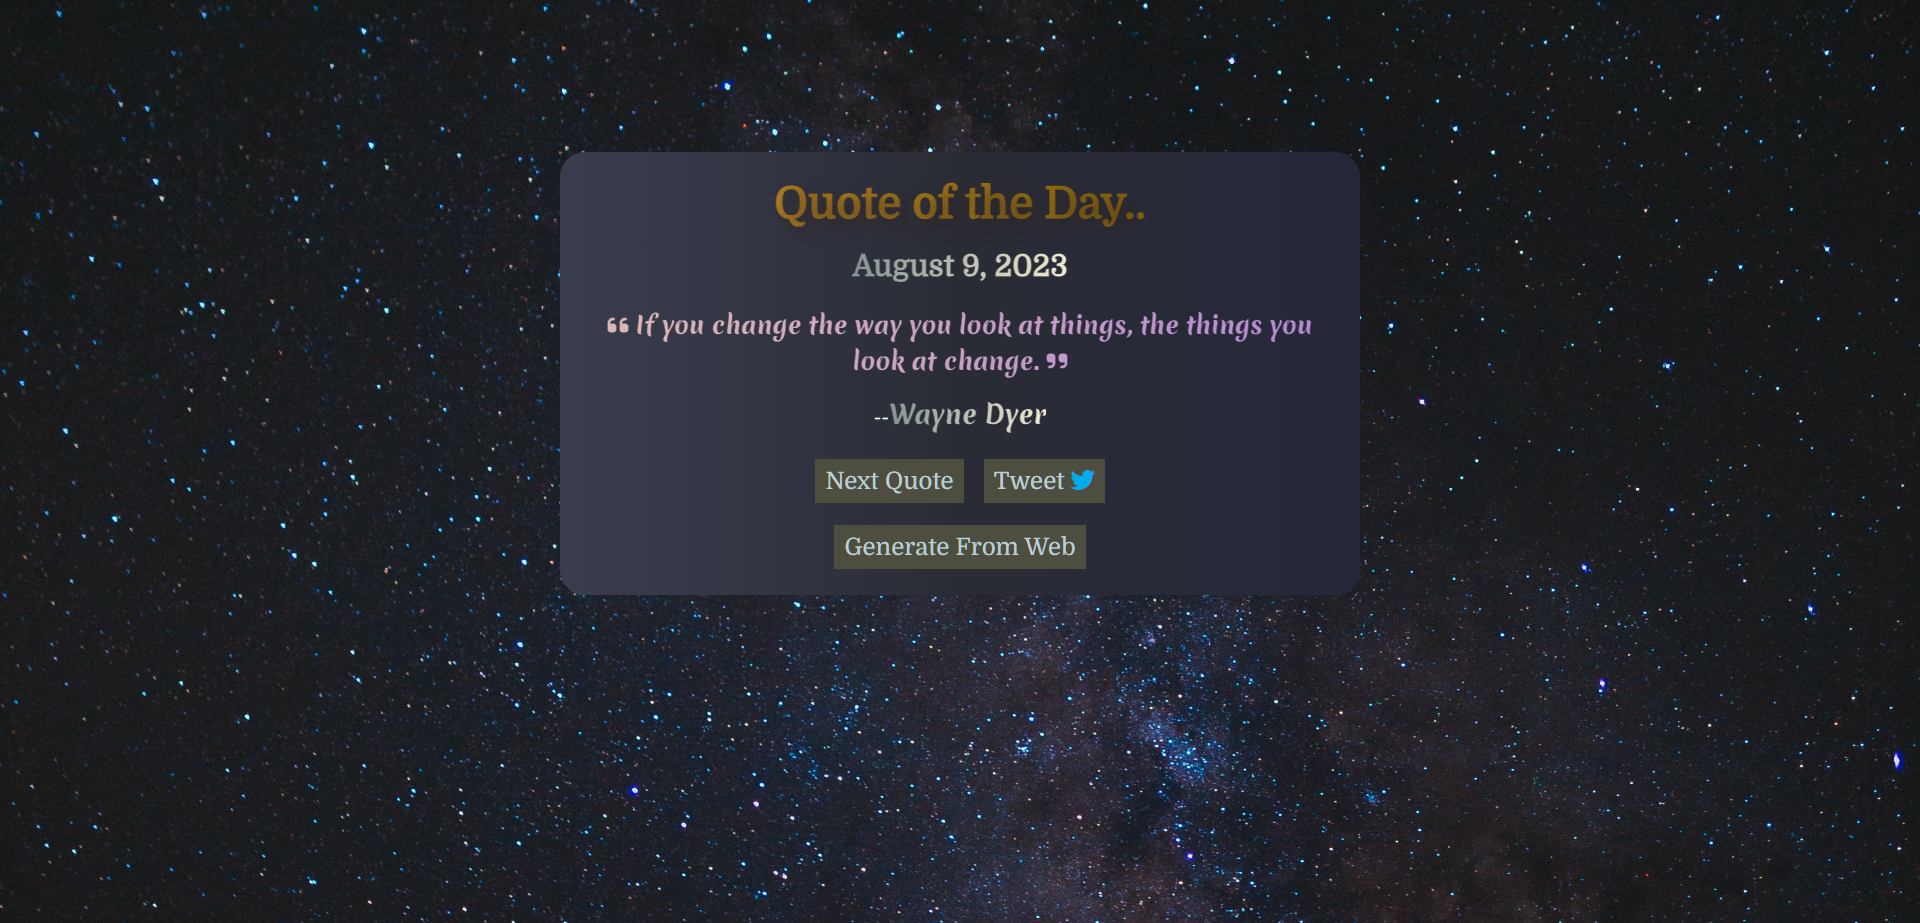 Quote of the Day..
August 9, 2023
❝ If you change the way you look at things, the things you
look at change. ❞
--Wayne Dyer
Next Quote Tweet
Generate From Web